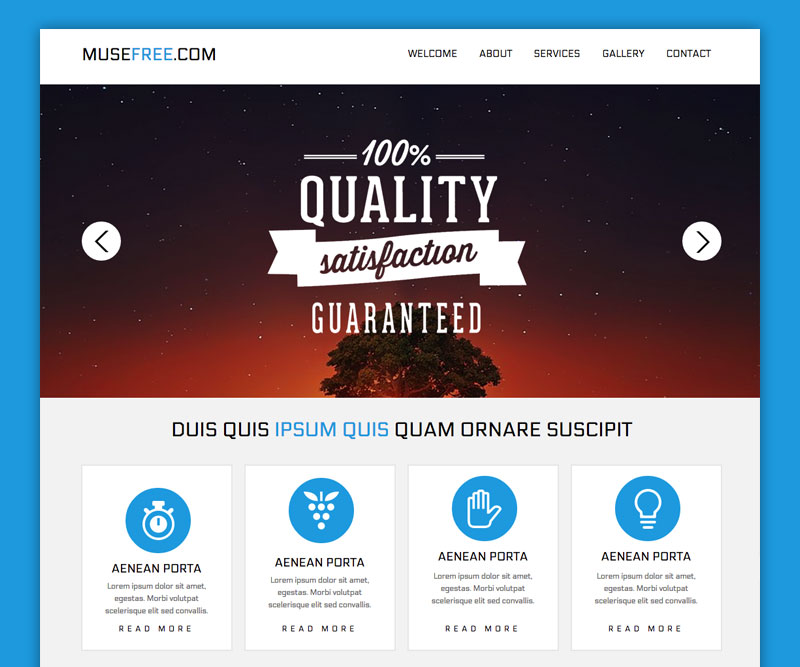 MUSEFREE.COM
WELCOME ABOUT SERVICES GALLERY CONTACT
100%
QUALITY
satisfaction
GUARANTEED
DUIS QUIS IPSUM QUIS QUAM ORNARE SUSCIPIT
AENEAN PORTA
Lorem ipsum dolor sit amet,
egestas. Morbi volutpat
scelerisque elit sed convallis.
READ MORE
AENEAN PORTA
Lorem ipsum dolor sit amet,
egestas. Morbi volutpat
scelerisque elit sed convallis.
READ MORE
AENEAN PORTA
Lorem ipsum dolor sit amet,
egestas. Morbi volutpat
scelerisque elit sed convallis.
READ MORE
AENEAN PORTA
Lorem ipsum dolor sit amet,
egestas. Morbi volutpat
scelerisque elit sed convallis.
READ MORE